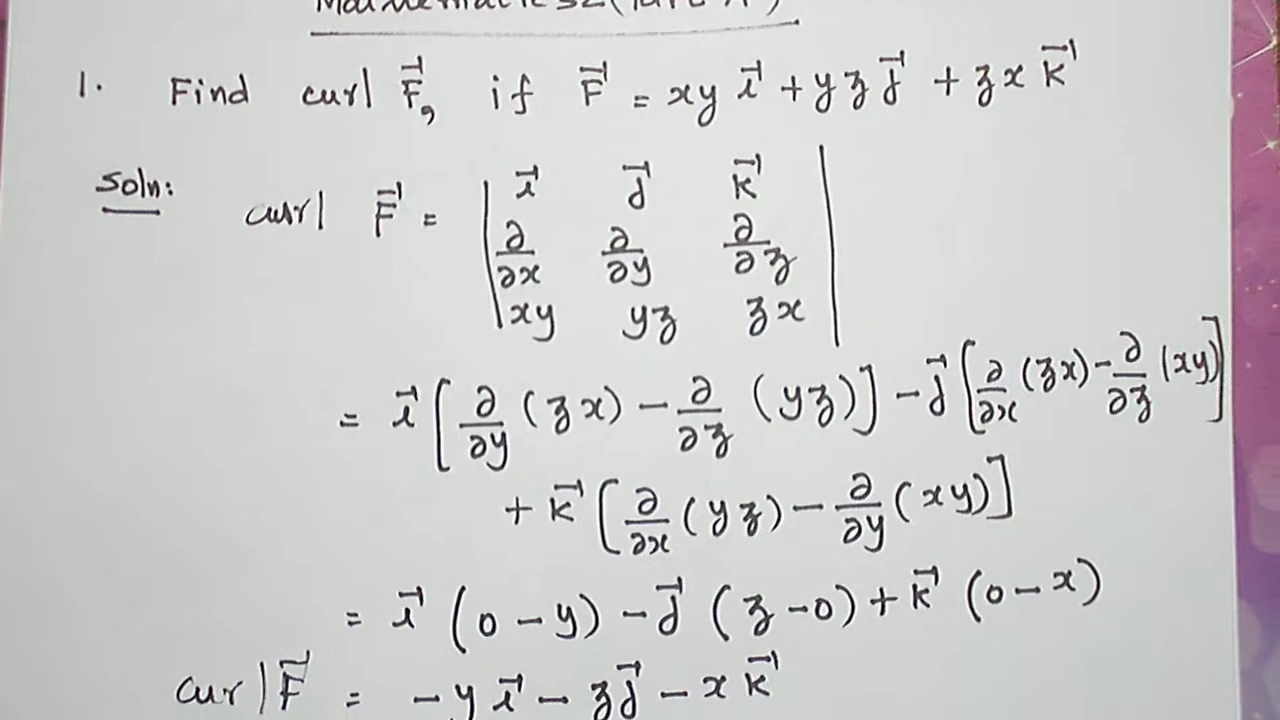 1. Find curl F⃗, if F⃗ = xy i⃗ + yz j⃗ + zx k⃗
Soln:
curl F⃗ = | i⃗ j⃗ k⃗ |
| ∂/∂x ∂/∂y ∂/∂z |
| xy yz zx |
= i⃗ [∂/∂y (zx) − ∂/∂z (yz)] − j⃗ [∂/∂x (zx) − ∂/∂z (xy)]
+ k⃗ [∂/∂x (yz) − ∂/∂y (xy)]
= i⃗ (0 − y) − j⃗ (z − 0) + k⃗ (0 − x)
curl F⃗ = − y i⃗ − z j⃗ − x k⃗